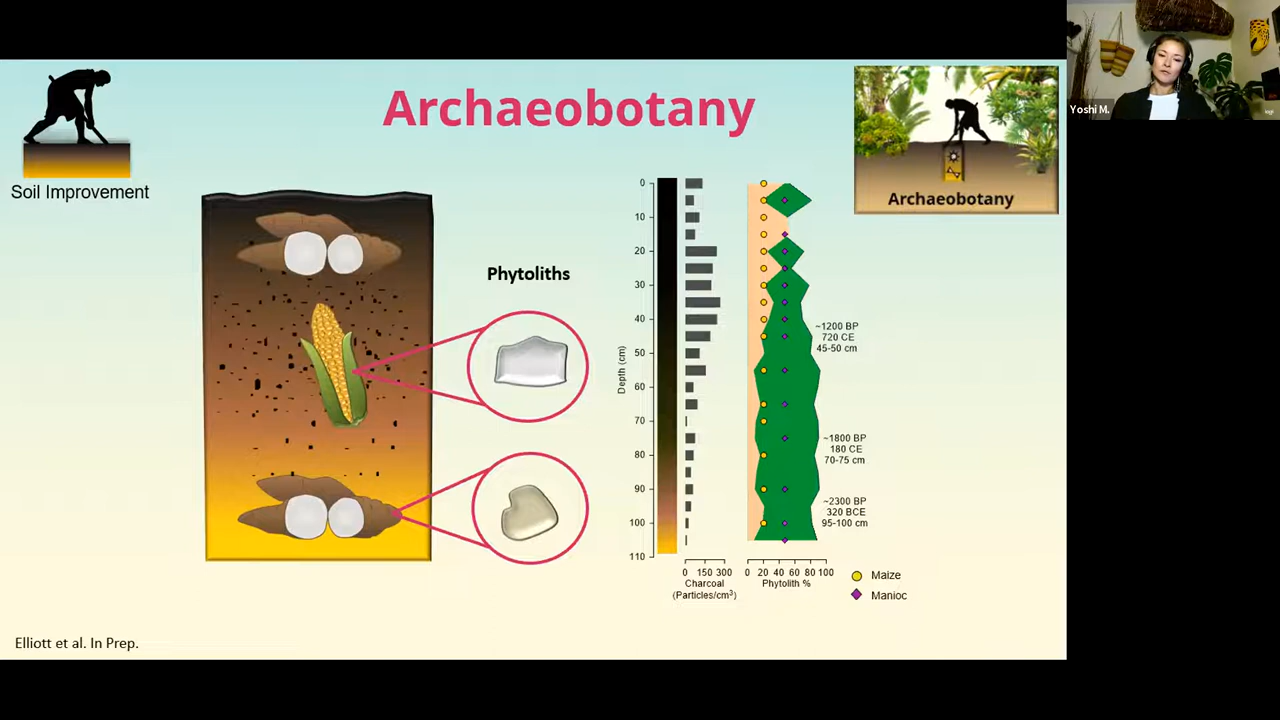 Archaeobotany
Soil Improvement
Archaeobotany
Yoshi M.
Phytoliths
Depth (cm)
0
10
20
30
40
50
60
70
80
90
100
110
~1200 BP
720 CE
45-50 cm
~1800 BP
180 CE
70-75 cm
~2300 BP
320 BCE
95-100 cm
0 150 300
Charcoal
(Particles/cm³)
0 20 40 60 80 100
Phytolith %
Maize
Manioc
Elliott et al. In Prep.